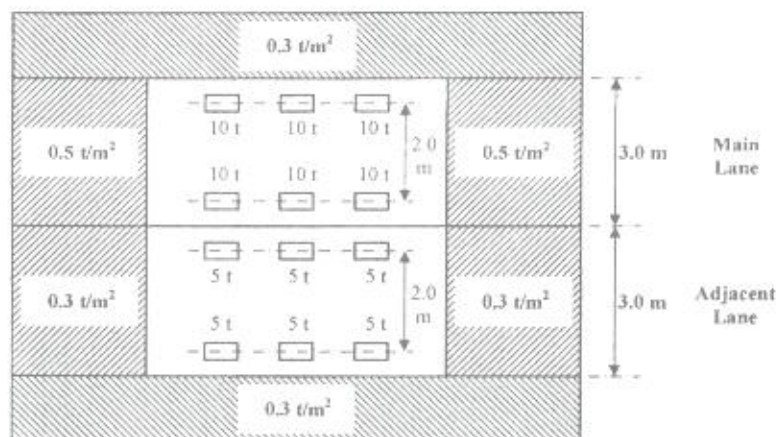 0.3 t/m²
10 t 10 t 10 t
0.5 t/m² 2.0 m 0.5 t/m² 3.0 m Main Lane
10 t 10 t 10 t
5 t 5 t 5 t
0.3 t/m² 2.0 m 0.3 t/m² 3.0 m Adjacent Lane
5 t 5 t 5 t
0.3 t/m²